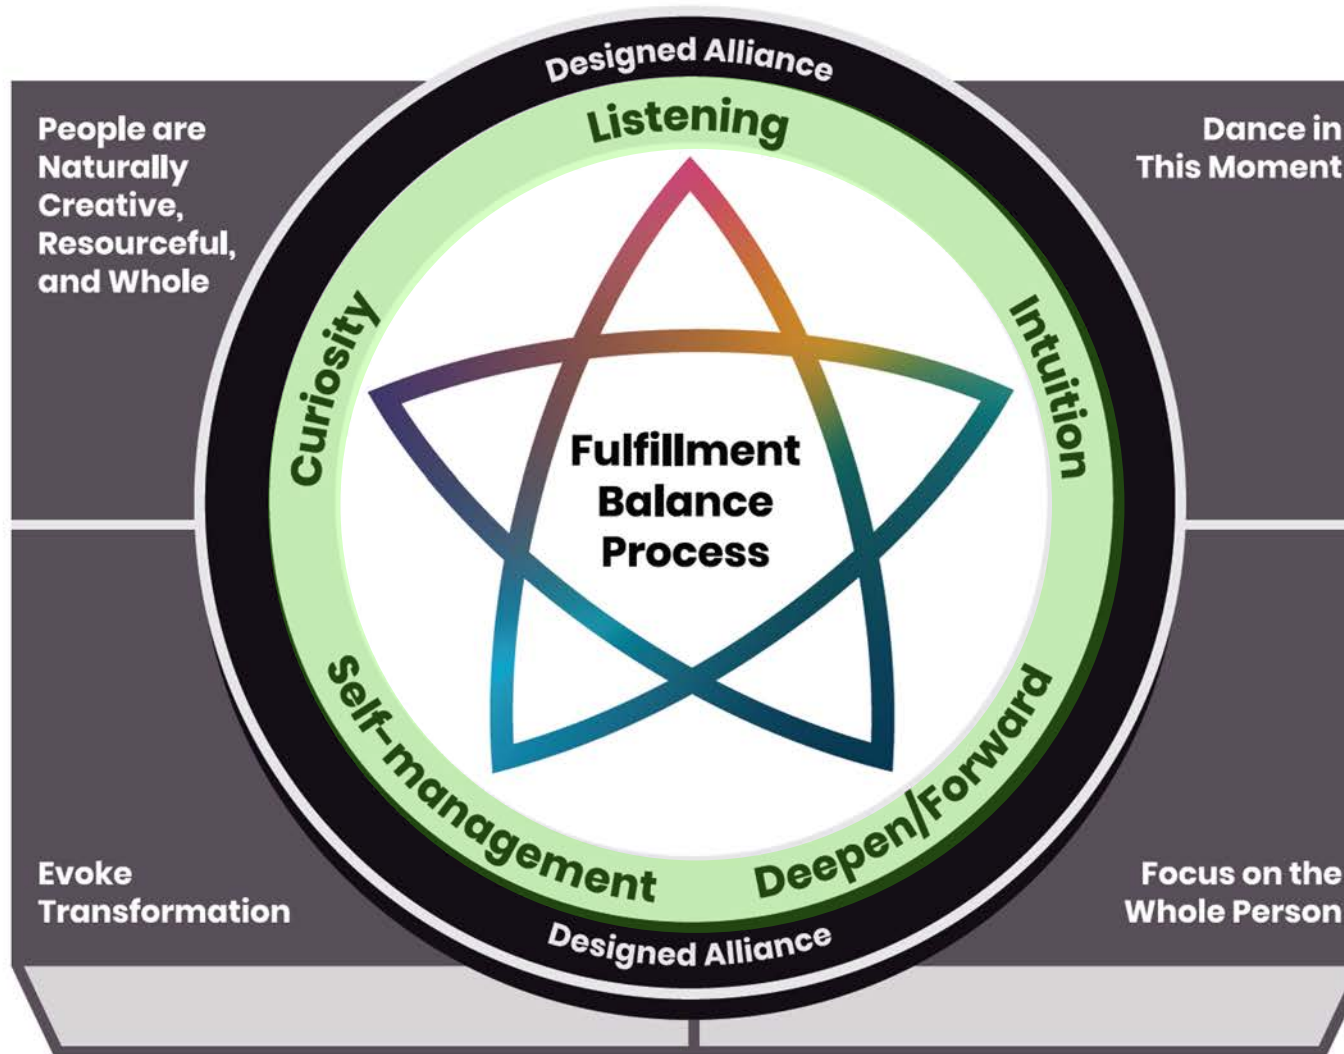 Designed Alliance
Listening
People are
Naturally
Creative,
Resourceful,
and Whole
Dance in
This Moment
Curiosity
Intuition
Fulfillment
Balance
Process
Self-management
Deepen/Forward
Evoke
Transformation
Focus on the
Whole Person
Designed Alliance